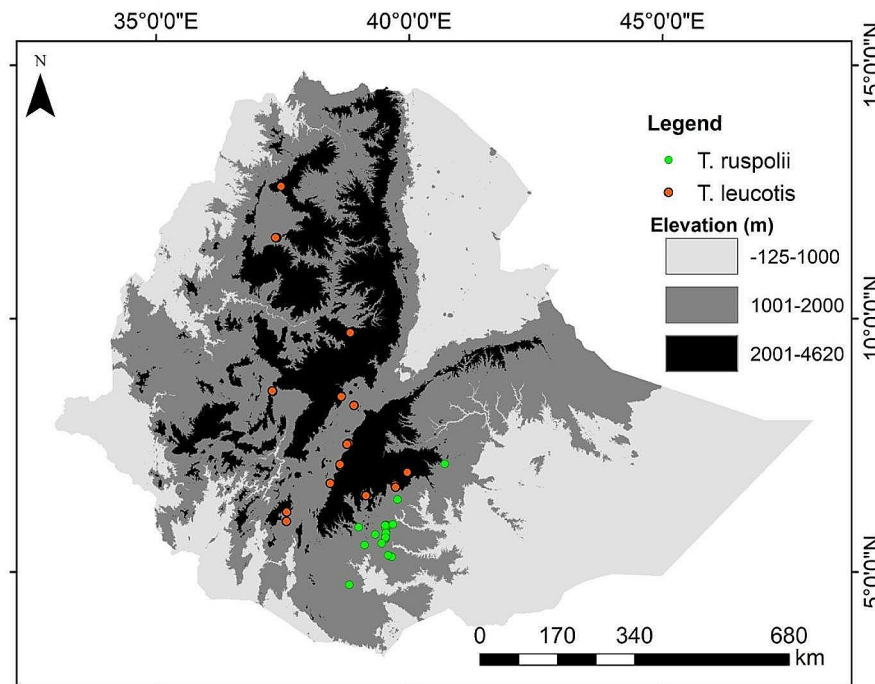 35°0'0"E 40°0'0"E 45°0'0"E
15°0'0"N
N
Legend
T. ruspolii
T. leucotis
Elevation (m)
-125-1000
1001-2000
2001-4620
10°0'0"N
5°0'0"N
0 170 340 680
km